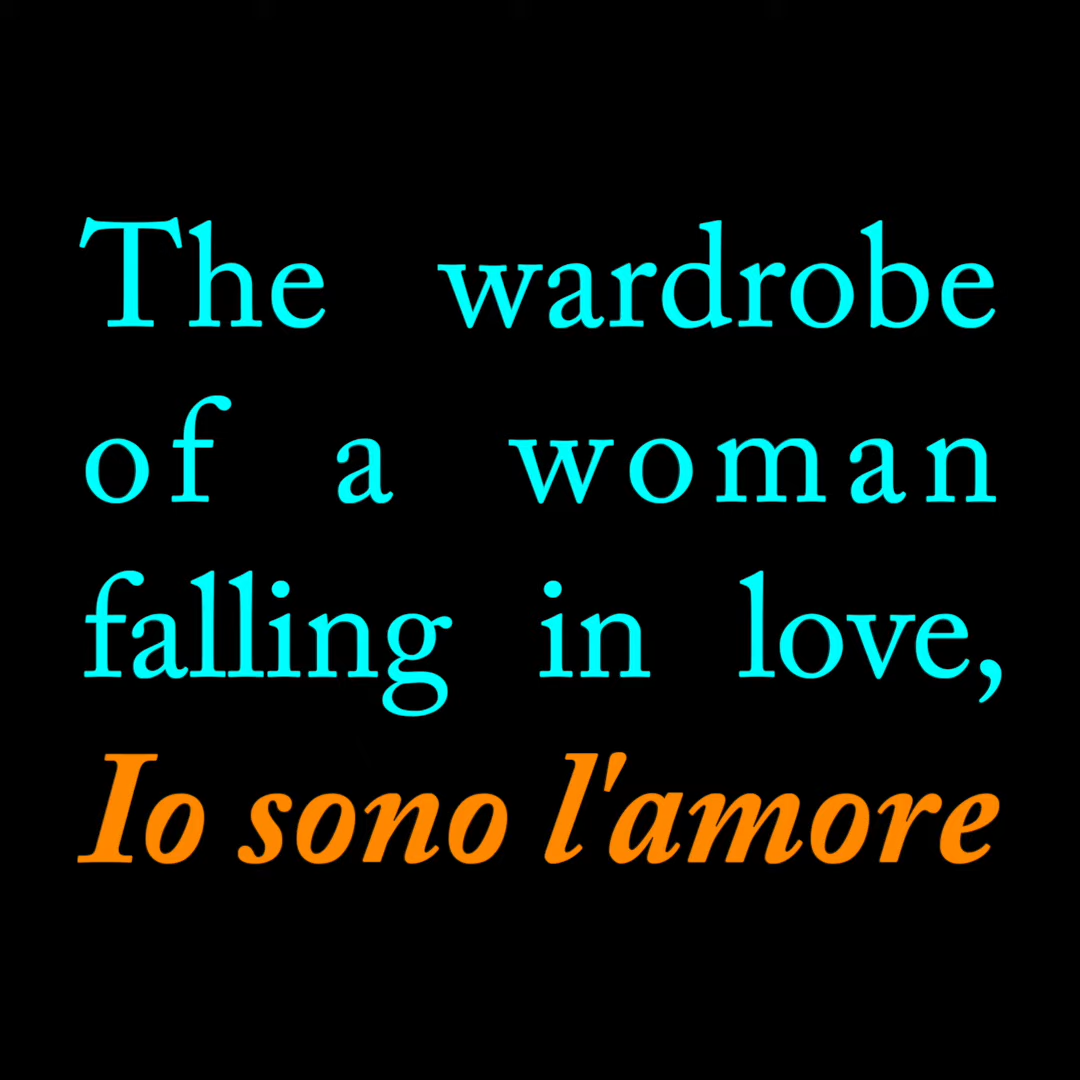 The wardrobe
of a woman
falling in love,
Io sono l'amore